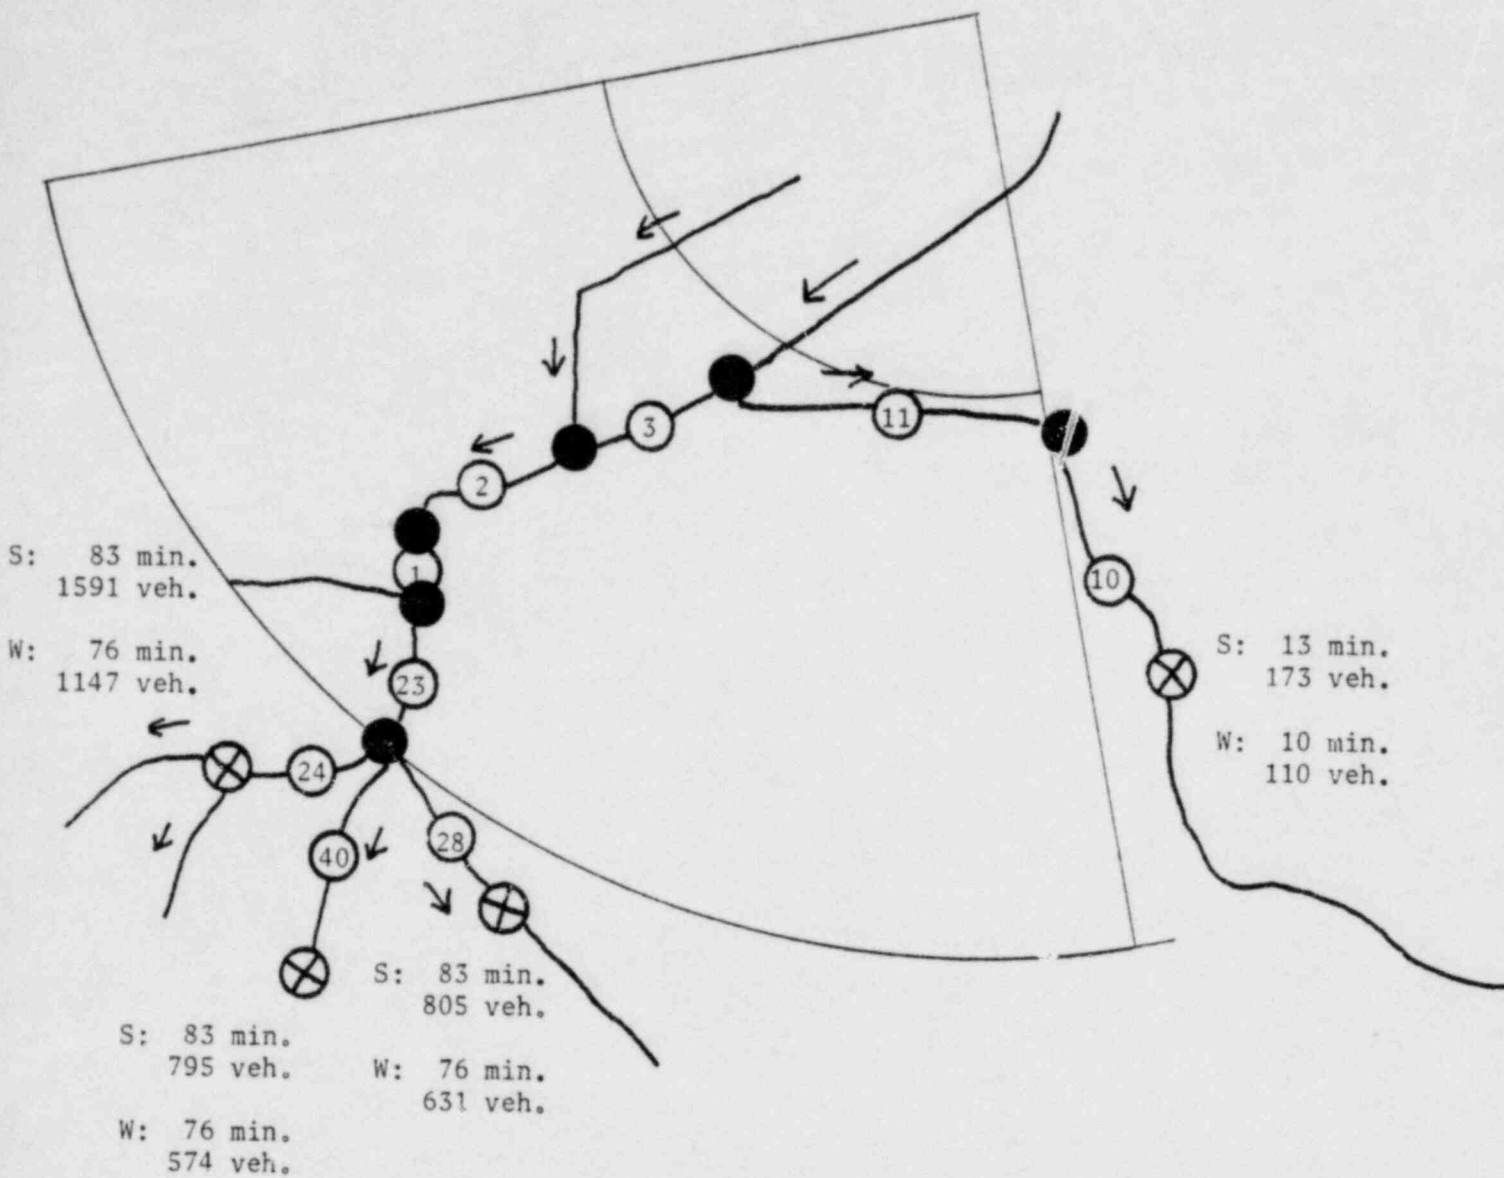 3
11
2
1
S: 83 min.
1591 veh.
W: 76 min.
1147 veh.
10
23
S: 13 min.
173 veh.
W: 10 min.
110 veh.
24
40
28
S: 83 min.
805 veh.
W: 76 min.
631 veh.
S: 83 min.
795 veh.
W: 76 min.
574 veh.